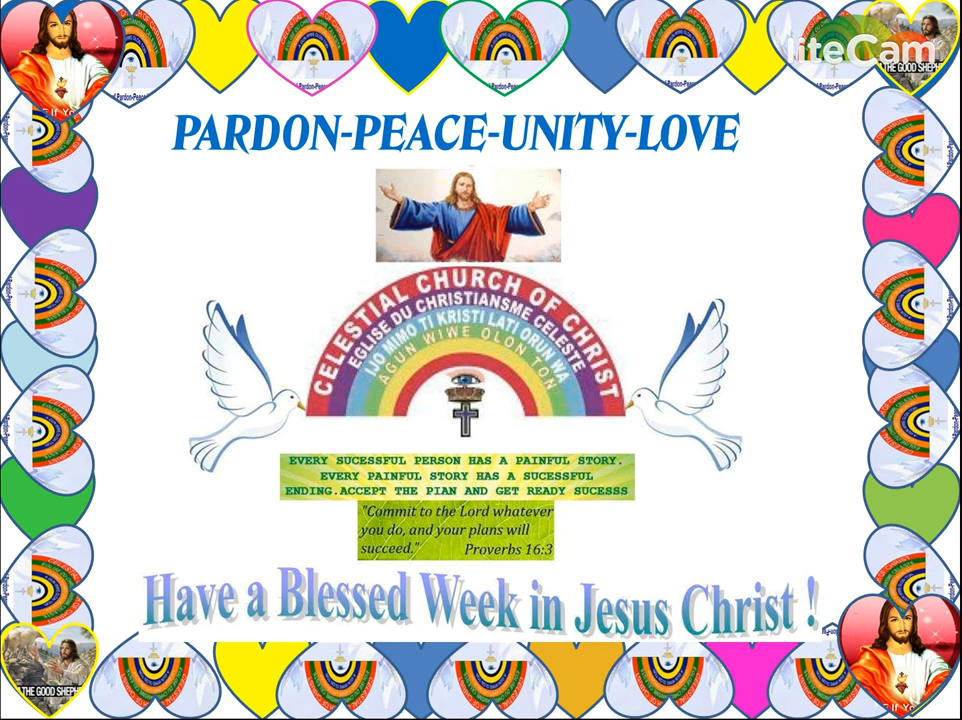 liteCam
THE GOOD SHEPH
PARDON-PEACE-UNITY-LOVE
CELESTIAL CHURCH OF CHRIST
EGLISE DU CHRISTIANSME CELESTE
IJO MIMO TI KRISTI LATI ORUN WA
AGUN WIWE OLON TON
EVERY SUCESSFUL PERSON HAS A PAINFUL STORY.
EVERY PAINFUL STORY HAS A SUCESSFUL
ENDING.ACCEPT THE PIAN AND GET READY SUCESSS
"Commit to the Lord whatever
you do, and your plans will
succeed." Proverbs 16:3
Have a Blessed Week in Jesus Christ !
THE GOOD SHEPH